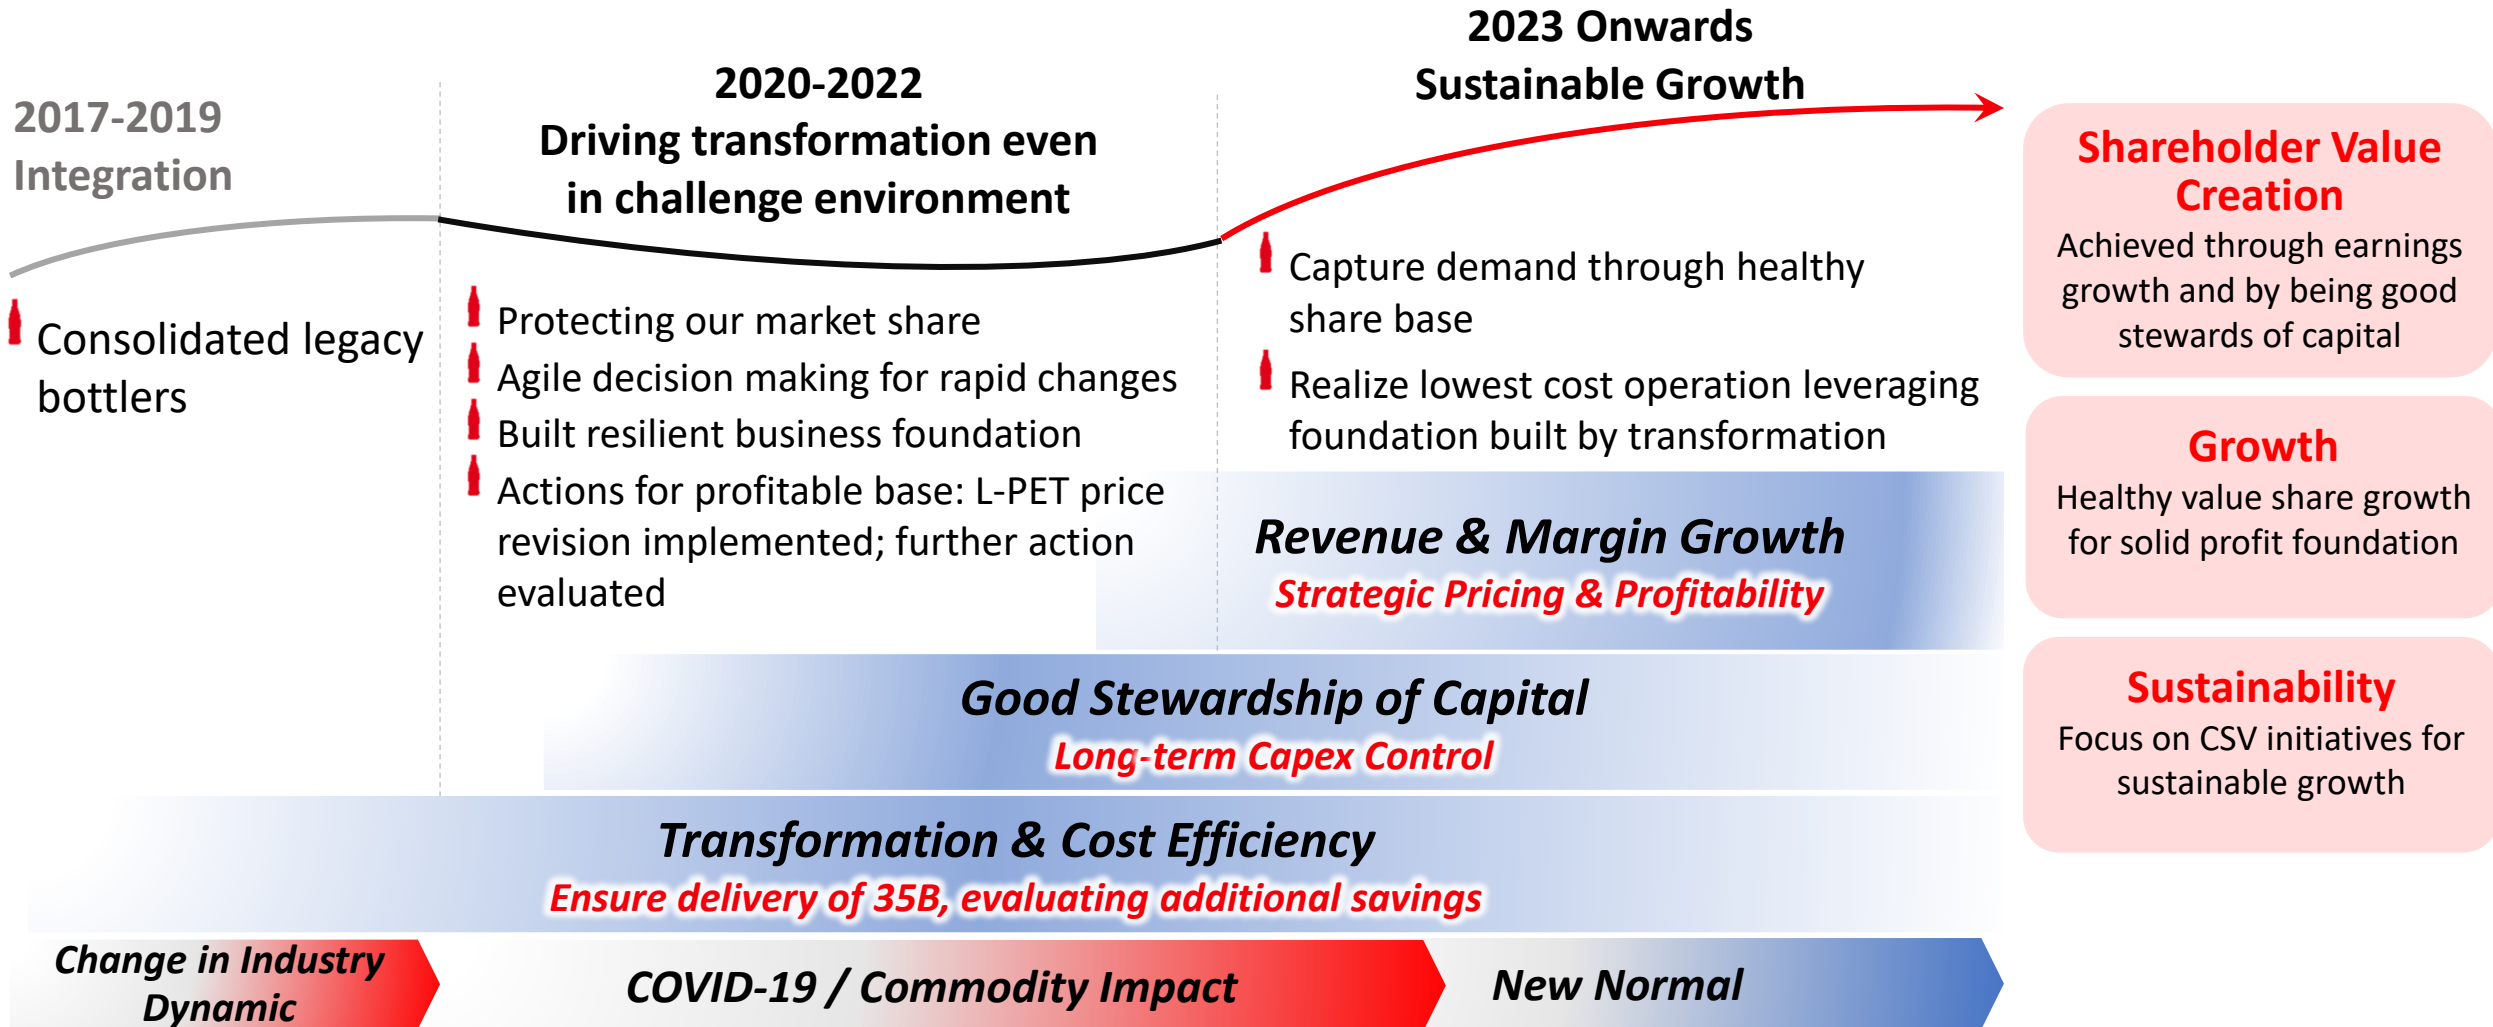 2017-2019
Integration
Consolidated legacy
bottlers
2020-2022
Driving transformation even
in challenge environment
Protecting our market share
Agile decision making for rapid changes
Built resilient business foundation
Actions for profitable base: L-PET price
revision implemented; further action
evaluated
2023 Onwards
Sustainable Growth
Capture demand through healthy
share base
Realize lowest cost operation leveraging
foundation built by transformation
Revenue & Margin Growth
Strategic Pricing & Profitability
Good Stewardship of Capital
Long-term Capex Control
Transformation & Cost Efficiency
Ensure delivery of 35B, evaluating additional savings
Change in Industry
Dynamic
COVID-19 / Commodity Impact
New Normal
Shareholder Value
Creation
Achieved through earnings
growth and by being good
stewards of capital
Growth
Healthy value share growth
for solid profit foundation
Sustainability
Focus on CSV initiatives for
sustainable growth